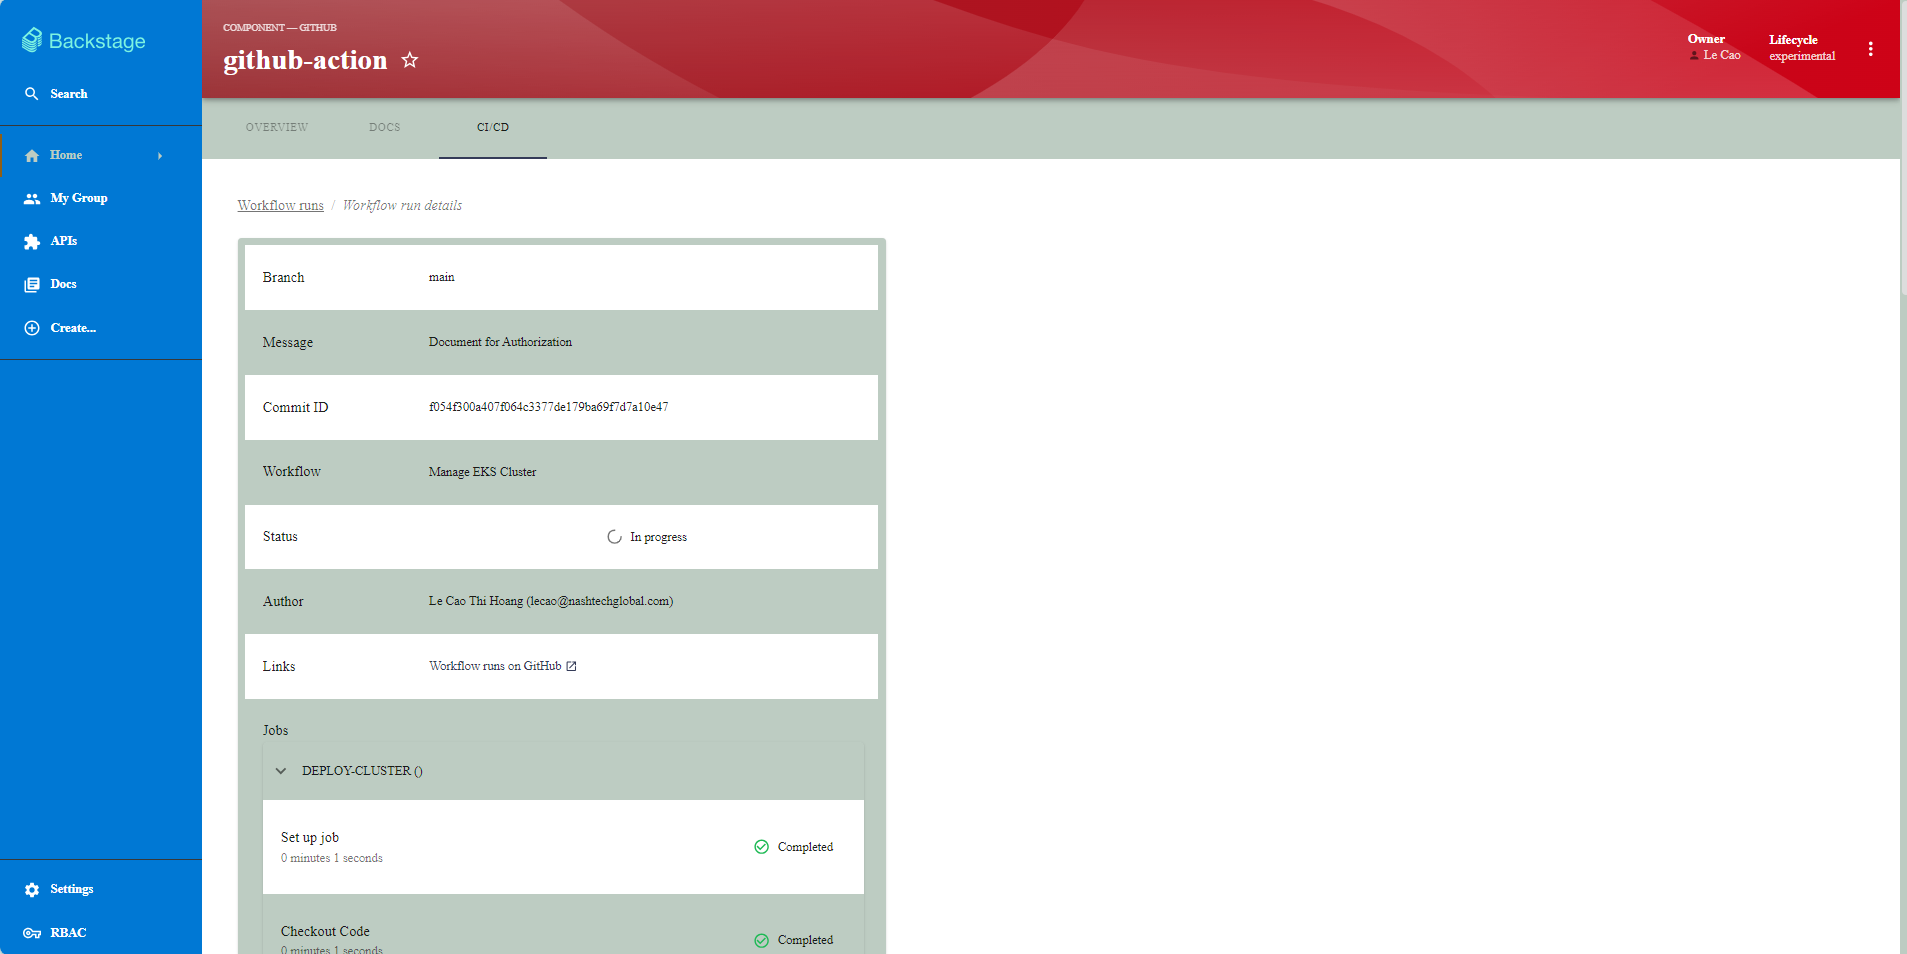 Backstage
Search
Home
My Group
APIs
Docs
Create...
Settings
RBAC
COMPONENT — GITHUB
github-action
Owner
Le Cao
Lifecycle
experimental
OVERVIEW
DOCS
CI/CD
Workflow runs / Workflow run details
Branch main
Message Document for Authorization
Commit ID f054f300a407f064c3377de179ba69f7d7a10e47
Workflow Manage EKS Cluster
Status In progress
Author Le Cao Thi Hoang (lecao@nashtechglobal.com)
Links Workflow runs on GitHub
Jobs
DEPLOY-CLUSTER ()
Set up job
0 minutes 1 seconds
Completed
Checkout Code
0 minutes 1 seconds
Completed